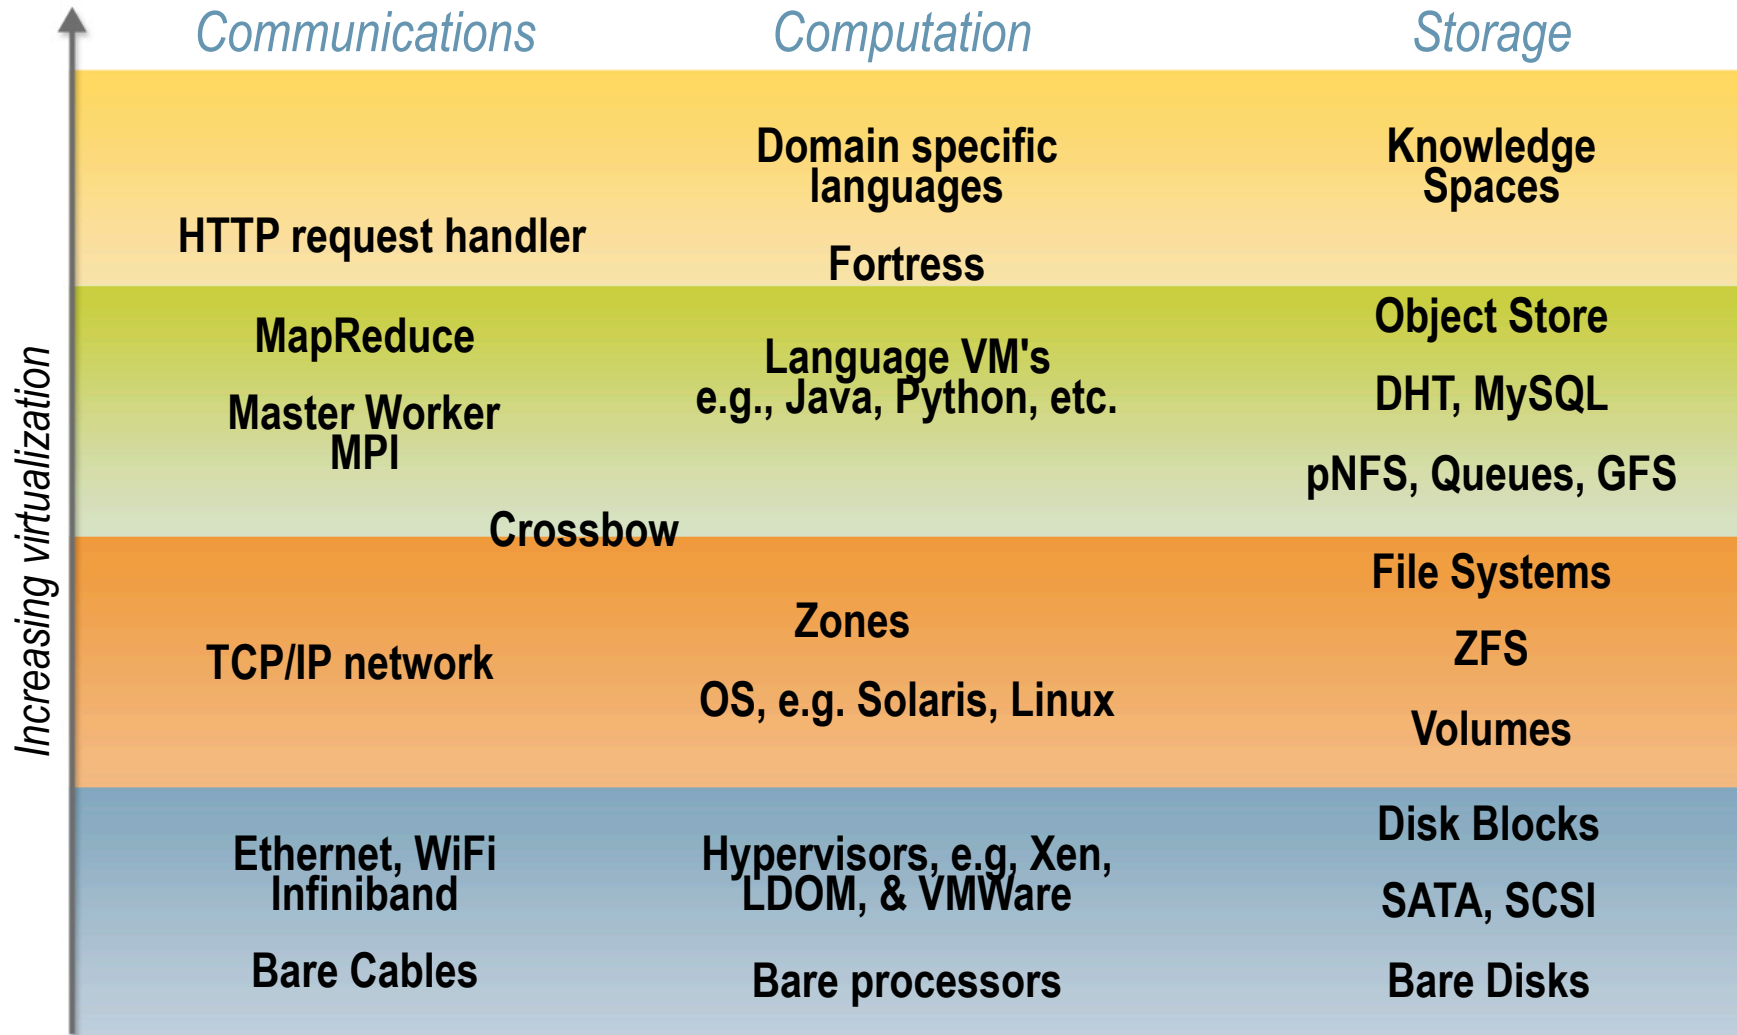 Communications
Computation
Storage
Increasing virtualization
Domain specific
languages
Knowledge
Spaces
HTTP request handler
Fortress
MapReduce
Language VM's
e.g., Java, Python, etc.
Object Store
Master Worker
MPI
DHT, MySQL
pNFS, Queues, GFS
Crossbow
TCP/IP network
Zones
OS, e.g. Solaris, Linux
File Systems
ZFS
Volumes
Ethernet, WiFi
Infiniband
Hypervisors, e.g, Xen,
LDOM, & VMWare
Disk Blocks
SATA, SCSI
Bare Cables
Bare processors
Bare Disks